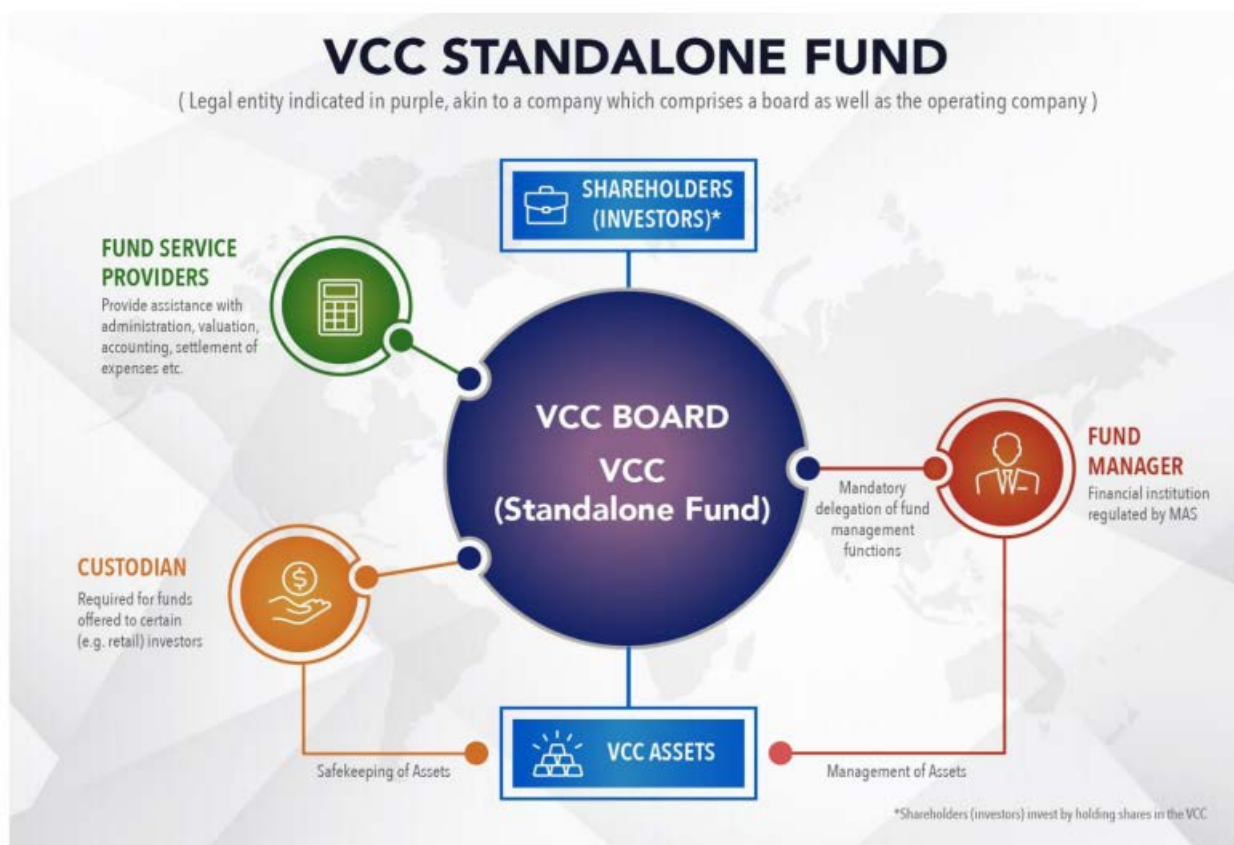 VCC STANDALONE FUND
( Legal entity indicated in purple, akin to a company which comprises a board as well as the operating company )
SHAREHOLDERS
(INVESTORS)*
FUND SERVICE
PROVIDERS
Provide assistance with
administration, valuation,
accounting, settlement of
expenses etc.
VCC BOARD
VCC
(Standalone Fund)
Mandatory
delegation of fund
management
functions
FUND
MANAGER
Financial institution
regulated by MAS
CUSTODIAN
Required for funds
offered to certain
(e.g. retail) investors
$
Safekeeping of Assets
VCC ASSETS
Management of Assets
*Shareholders (investors) invest by holding shares in the VCC